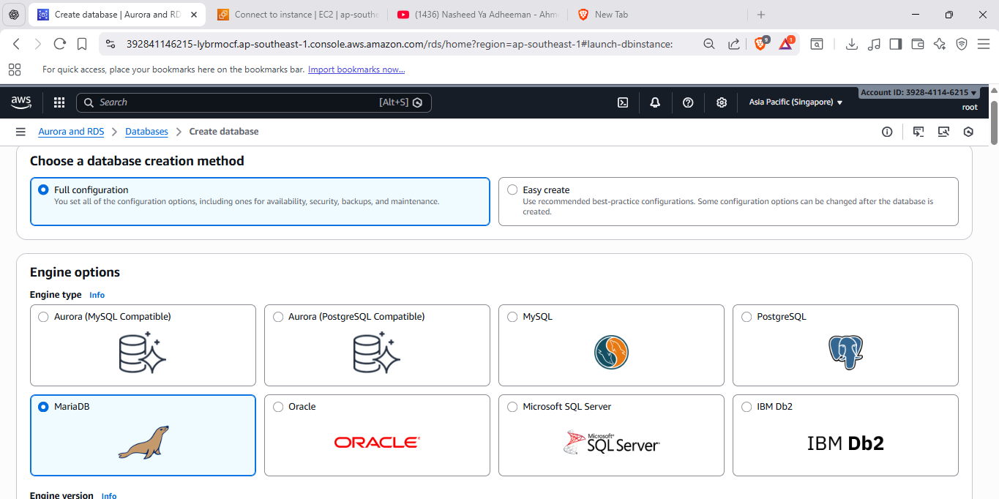 Create database | Aurora and RD
Connect to instance | EC2 | ap-southe
(1436) Nasheed Ya Adheeman - Ahm
New Tab
392841146215-lybrmocf.ap-southeast-1.console.aws.amazon.com/rds/home?region=ap-southeast-1#launch-dbinstance:
9
1
For quick access, place your bookmarks here on the bookmarks bar. Import bookmarks now...
aws
Search
[Alt+S]
Asia Pacific (Singapore)
Account ID: 3928-4114-6215
root
Aurora and RDS
Databases
Create database
Choose a database creation method
Full configuration
You set all of the configuration options, including ones for availability, security, backups, and maintenance.
Easy create
Use recommended best-practice configurations. Some configuration options can be changed after the database is
created.
Engine options
Engine type Info
Aurora (MySQL Compatible)
Aurora (PostgreSQL Compatible)
MySQL
PostgreSQL
MariaDB
Oracle
ORACLE
Microsoft SQL Server
Microsoft
SQL Server
IBM Db2
IBM Db2
Engine version Info